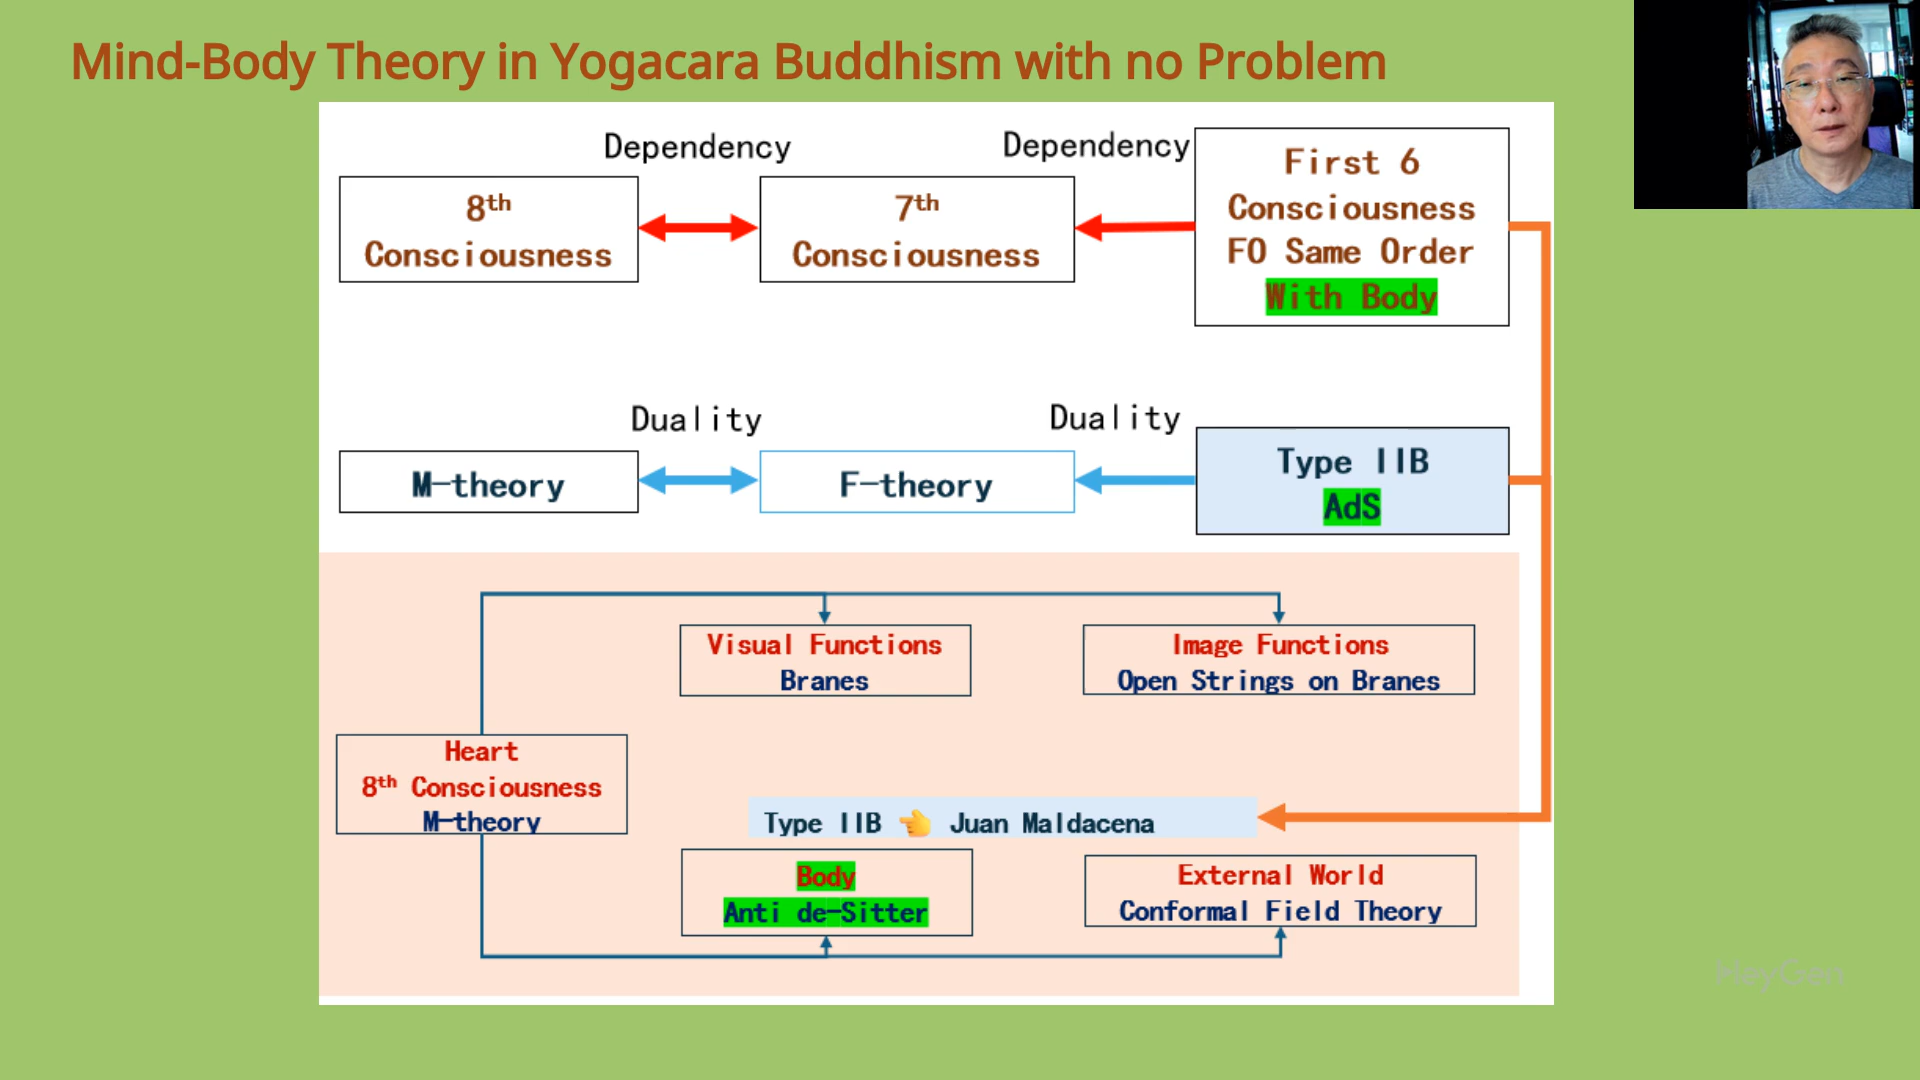 Mind-Body Theory in Yogacara Buddhism with no Problem
Dependency
Dependency
8th
Consciousness
7th
Consciousness
First 6
Consciousness
FO Same Order
With Body
Duality
Duality
M-theory
F-theory
Type IIB
AdS
Visual Functions
Branes
Image Functions
Open Strings on Branes
Heart
8th Consciousness
M-theory
Type IIB 👈 Juan Maldacena
Body
Anti de-Sitter
External World
Conformal Field Theory
HeyGen